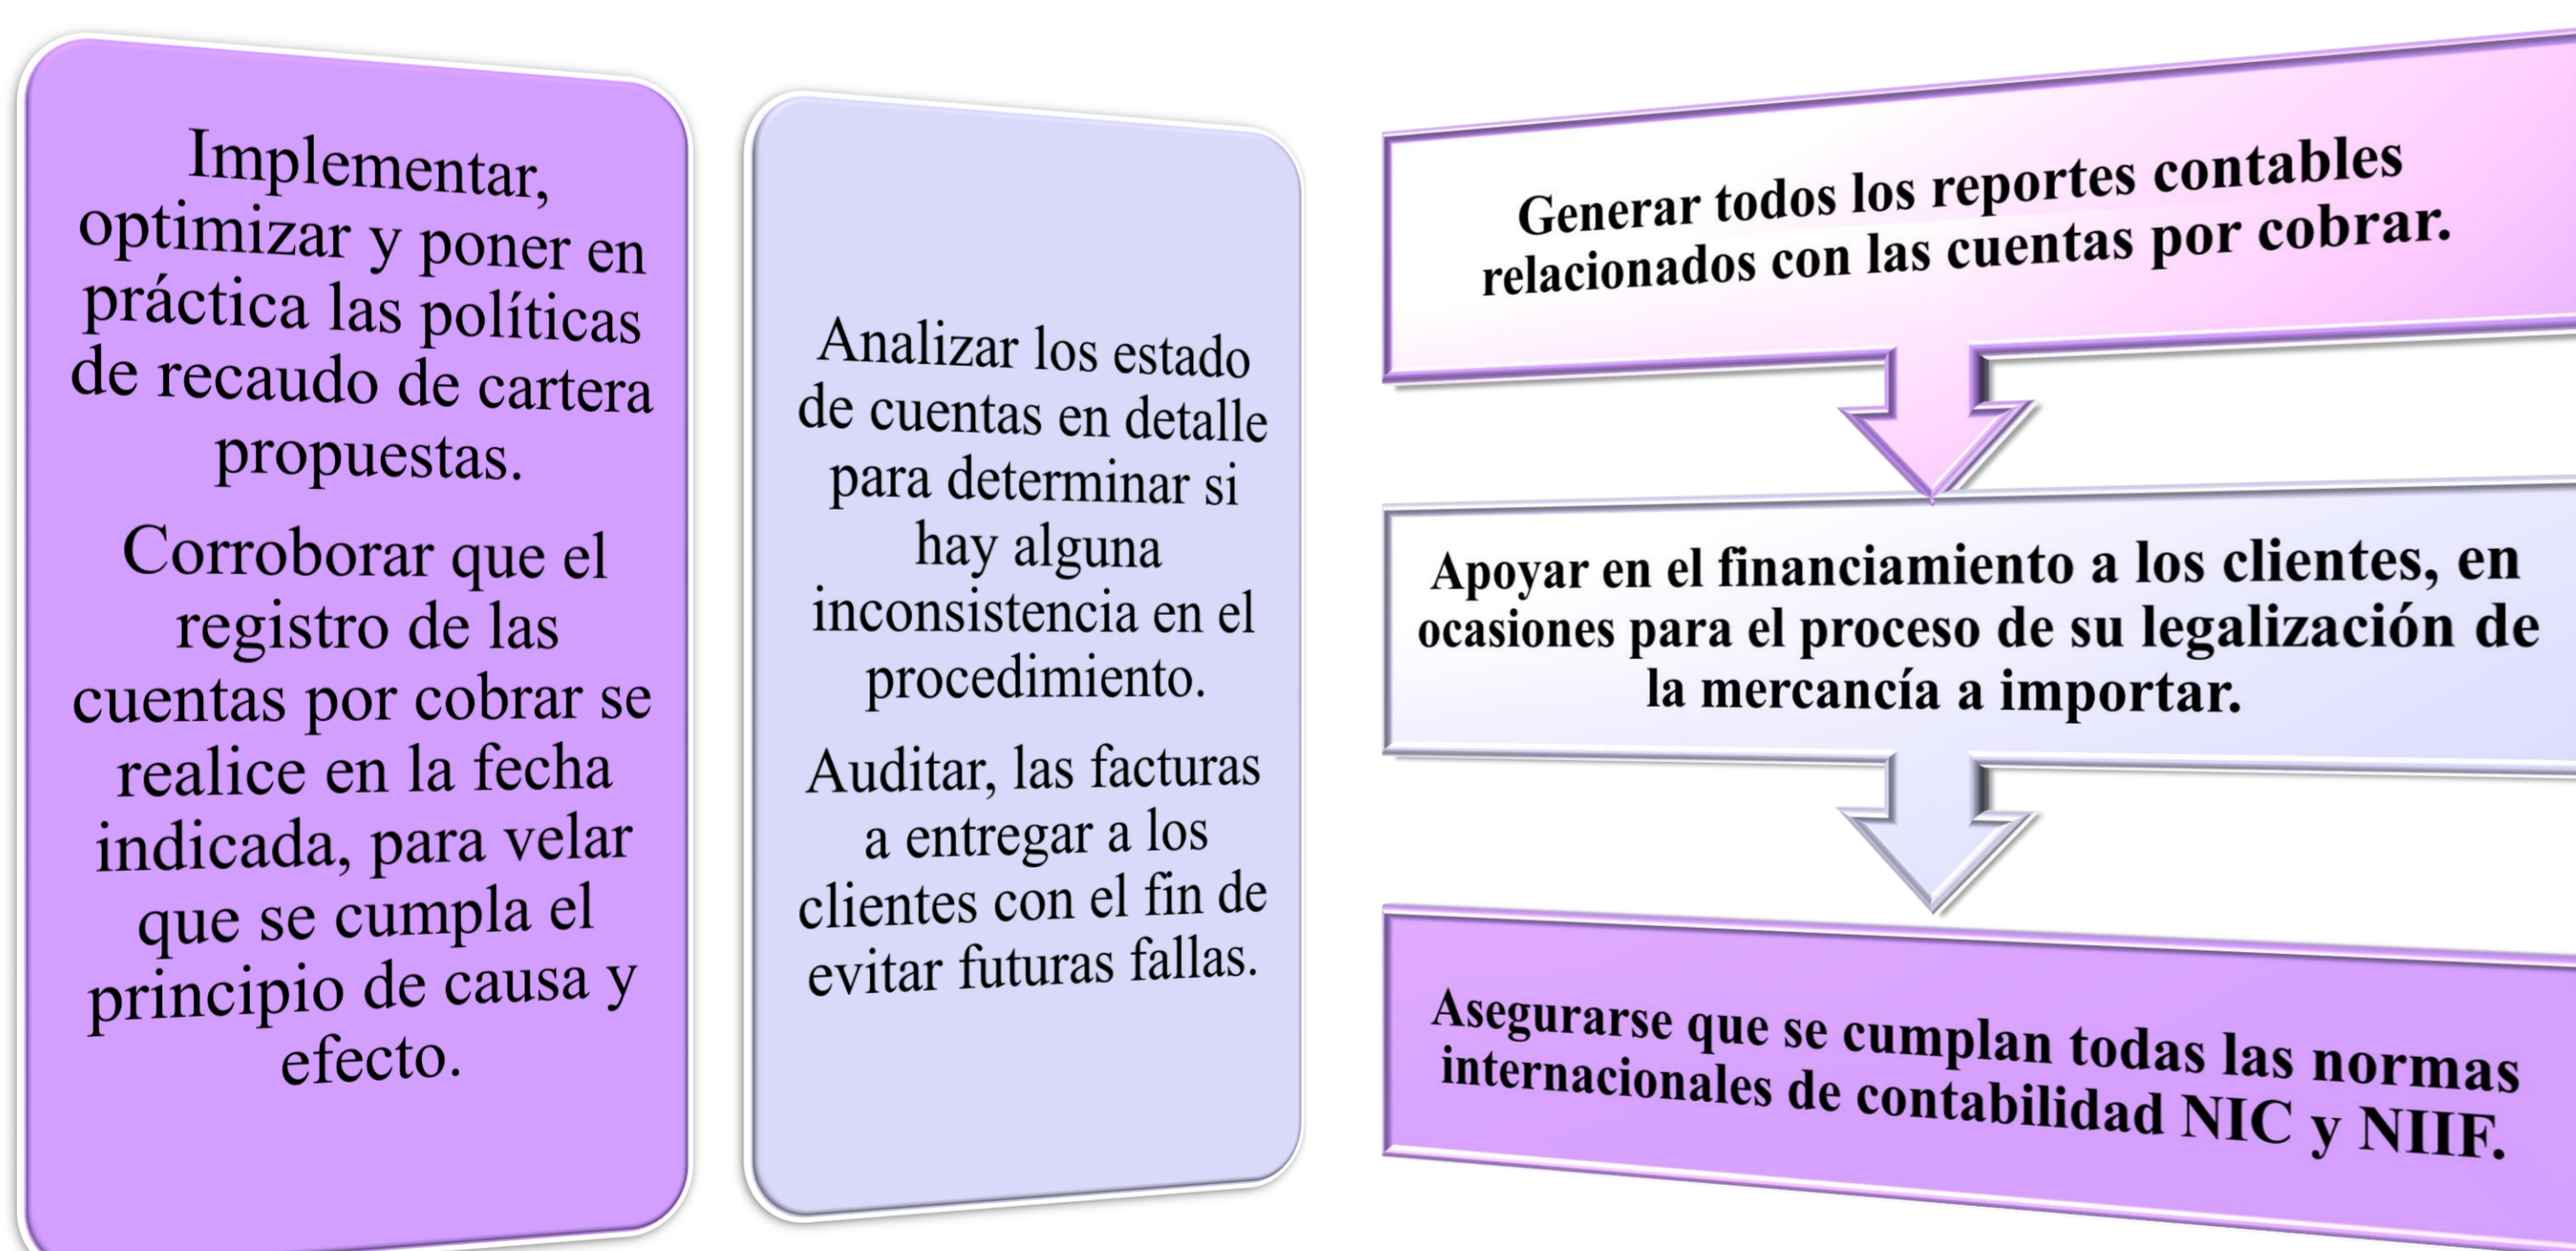 Implementar,
optimizar y poner en
práctica las políticas
de recaudo de cartera
propuestas.
Corroborar que el
registro de las
cuentas por cobrar se
realice en la fecha
indicada, para velar
que se cumpla el
principio de causa y
efecto.
Analizar los estado
de cuentas en detalle
para determinar si
hay alguna
inconsistencia en el
procedimiento.
Auditar, las facturas
a entregar a los
clientes con el fin de
evitar futuras fallas.
Generar todos los reportes contables
relacionados con las cuentas por cobrar.
Apoyar en el financiamiento a los clientes, en
ocasiones para el proceso de su legalización de
la mercancía a importar.
Asegurarse que se cumplan todas las normas
internacionales de contabilidad NIC y NIIF.